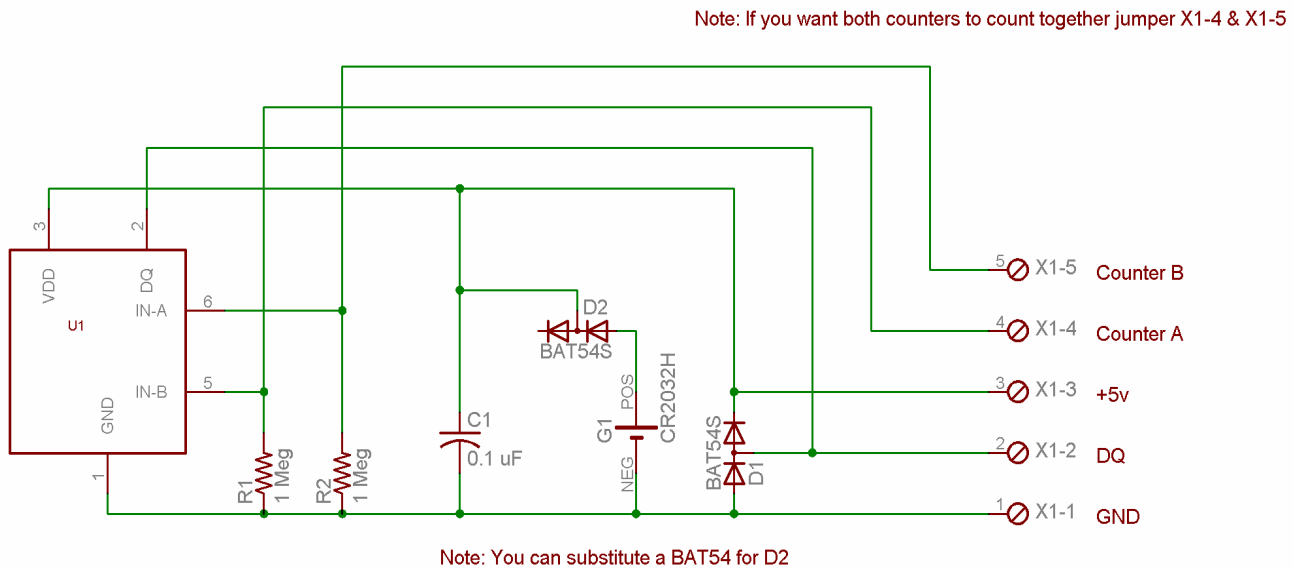 Note: If you want both counters to count together jumper X1-4 & X1-5
3
2
VDD
DQ
U1
IN-A
6
IN-B
5
GND
1
R1
1 Meg
R2
1 Meg
C1
0.1 uF
D2
BAT54S
POS
G1
CR2032H
NEG
BAT54S
D1
5
X1-5
Counter B
4
X1-4
Counter A
3
X1-3
+5v
2
X1-2
DQ
1
X1-1
GND
Note: You can substitute a BAT54 for D2